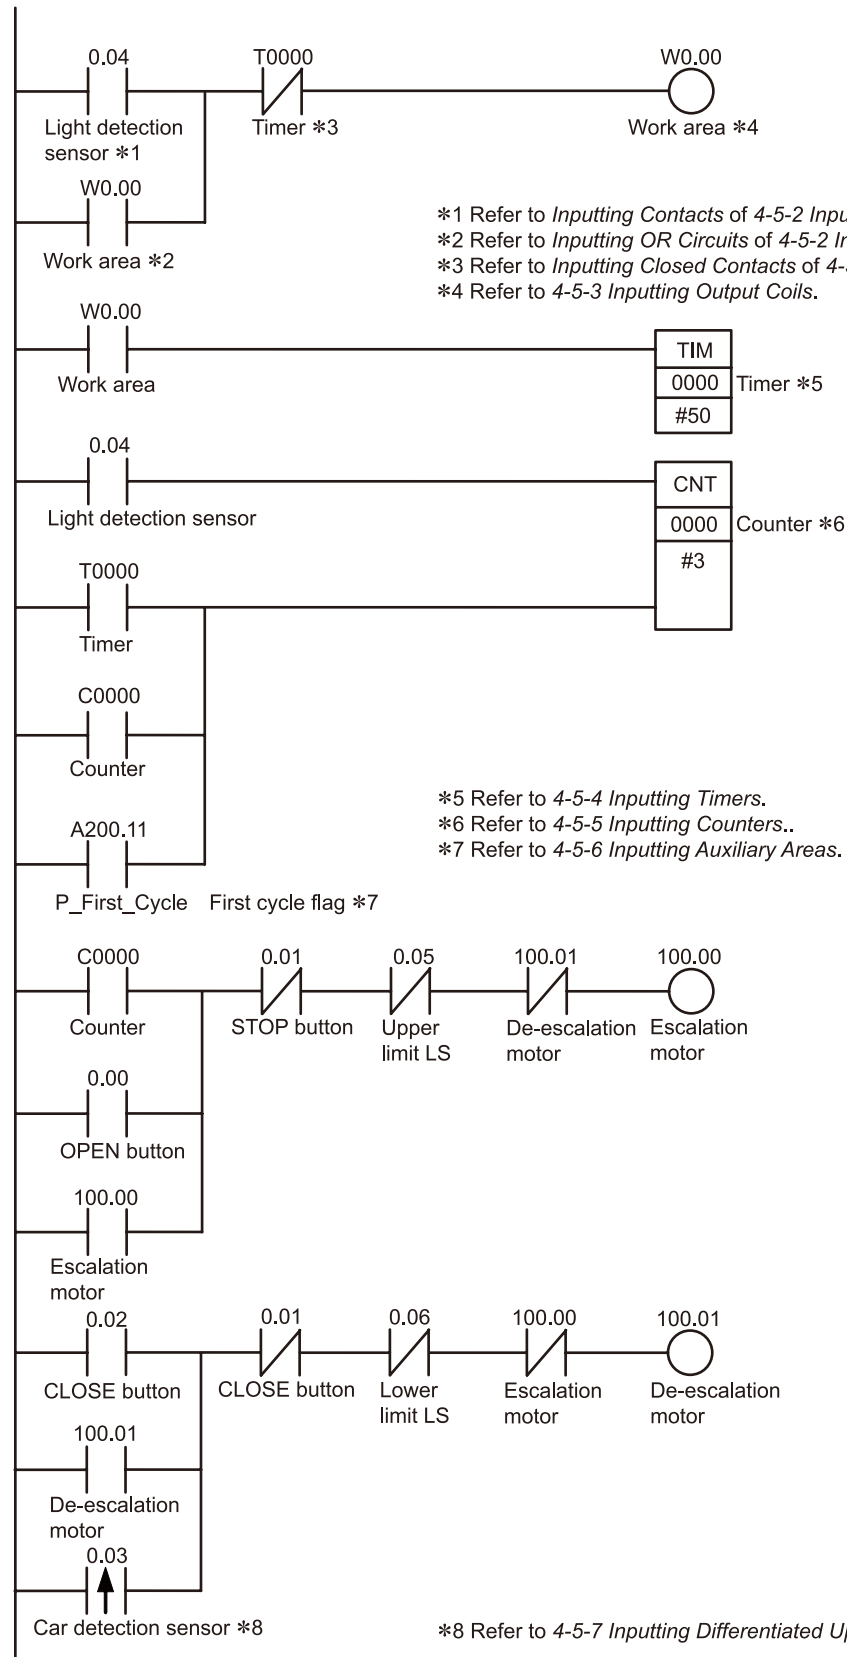 0.04 T0000 W0.00
Light detection sensor *1 Timer *3 Work area *4
W0.00
Work area *2
*1 Refer to Inputting Contacts of 4-5-2
*2 Refer to Inputting OR Circuits of 4-5-2
*3 Refer to Inputting Closed Contacts of
*4 Refer to 4-5-3 Inputting Output Coils.
W0.00
Work area
TIM
0000 Timer *5
#50
0.04
Light detection sensor
CNT
0000 Counter *6
#3
T0000
Timer
C0000
Counter
A200.11
P_First_Cycle First cycle flag *7
*5 Refer to 4-5-4 Inputting Timers.
*6 Refer to 4-5-5 Inputting Counters..
*7 Refer to 4-5-6 Inputting Auxiliary Areas.
C0000 0.01 0.05 100.01 100.00
Counter STOP button Upper limit LS De-escalation motor Escalation motor
0.00
OPEN button
100.00
Escalation
motor
0.02 0.01 0.06 100.00 100.01
CLOSE button CLOSE button Lower limit LS Escalation motor De-escalation motor
100.01
De-escalation
motor
0.03
Car detection sensor *8
*8 Refer to 4-5-7 Inputting Differentiated